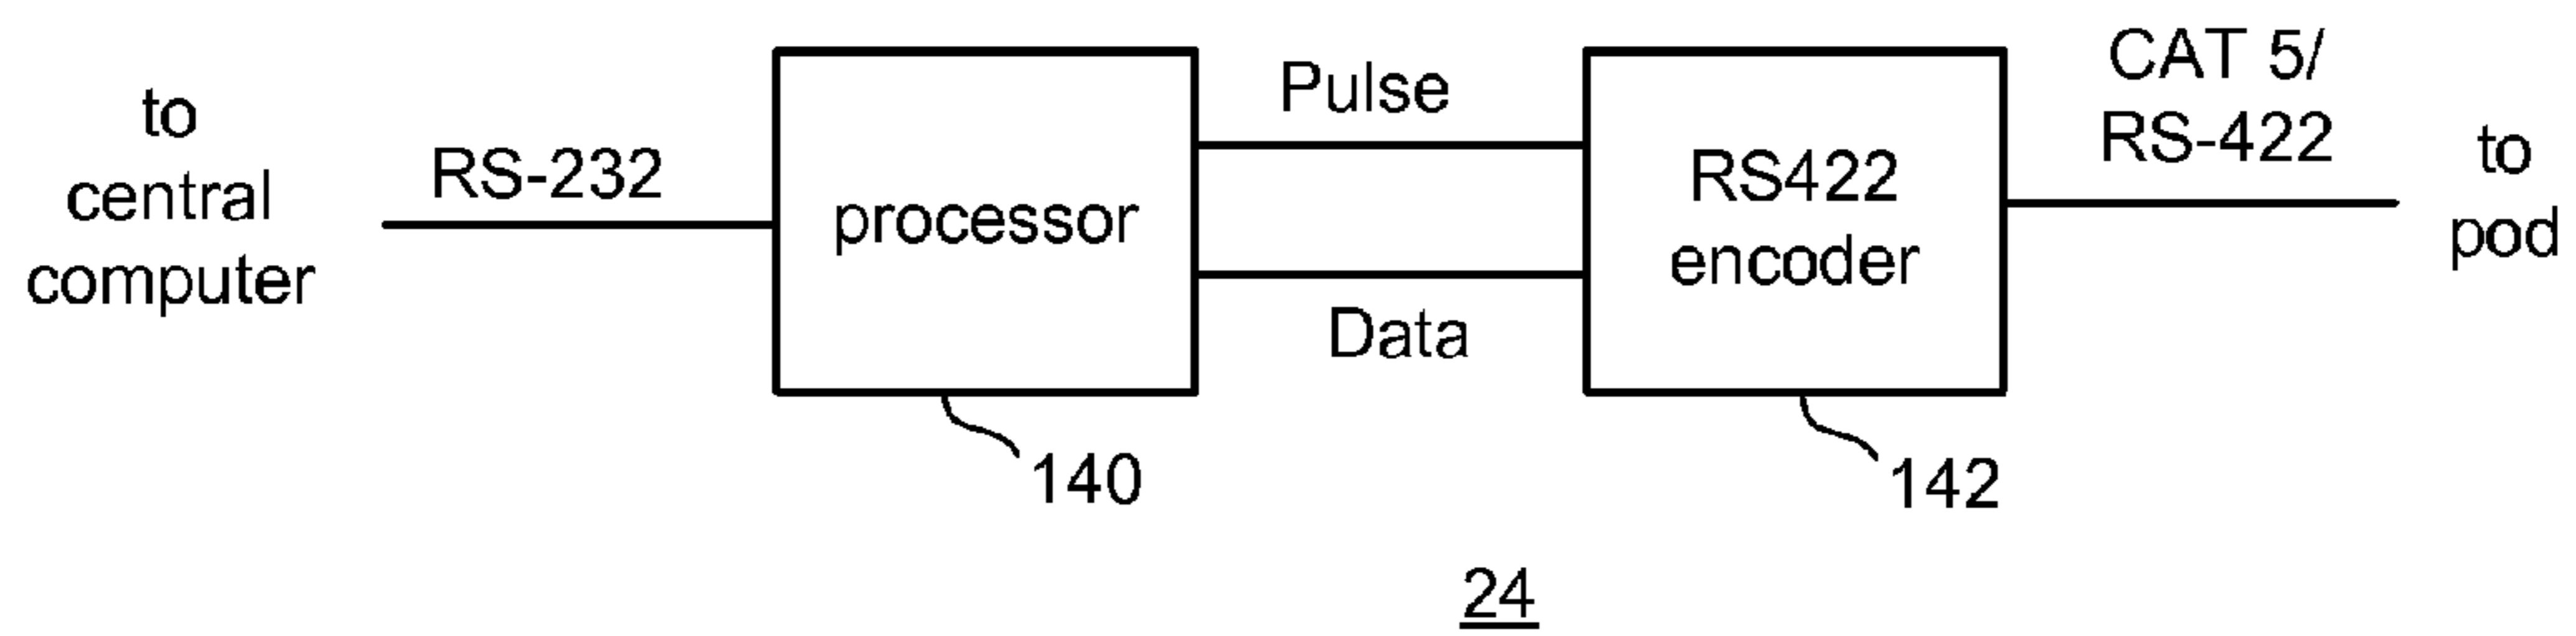 to
central
computer
RS-232
processor
140
Pulse
Data
RS422
encoder
142
CAT 5/
RS-422
to
pod
24